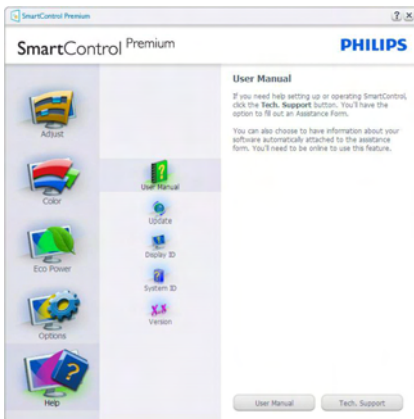 SmartControl Premium
SmartControl Premium
PHILIPS
Adjust
Color
Eco Power
Options
Help
User Manual
Update
Display ID
System ID
Version
User Manual
If you need help setting up or operating SmartControl,
click the Tech. Support button. You'll have the
option to fill out an Assistance Form.
You can also choose to have information about your
software automatically attached to the assistance
form. You'll need to be online to use this feature.
User Manual
Tech. Support